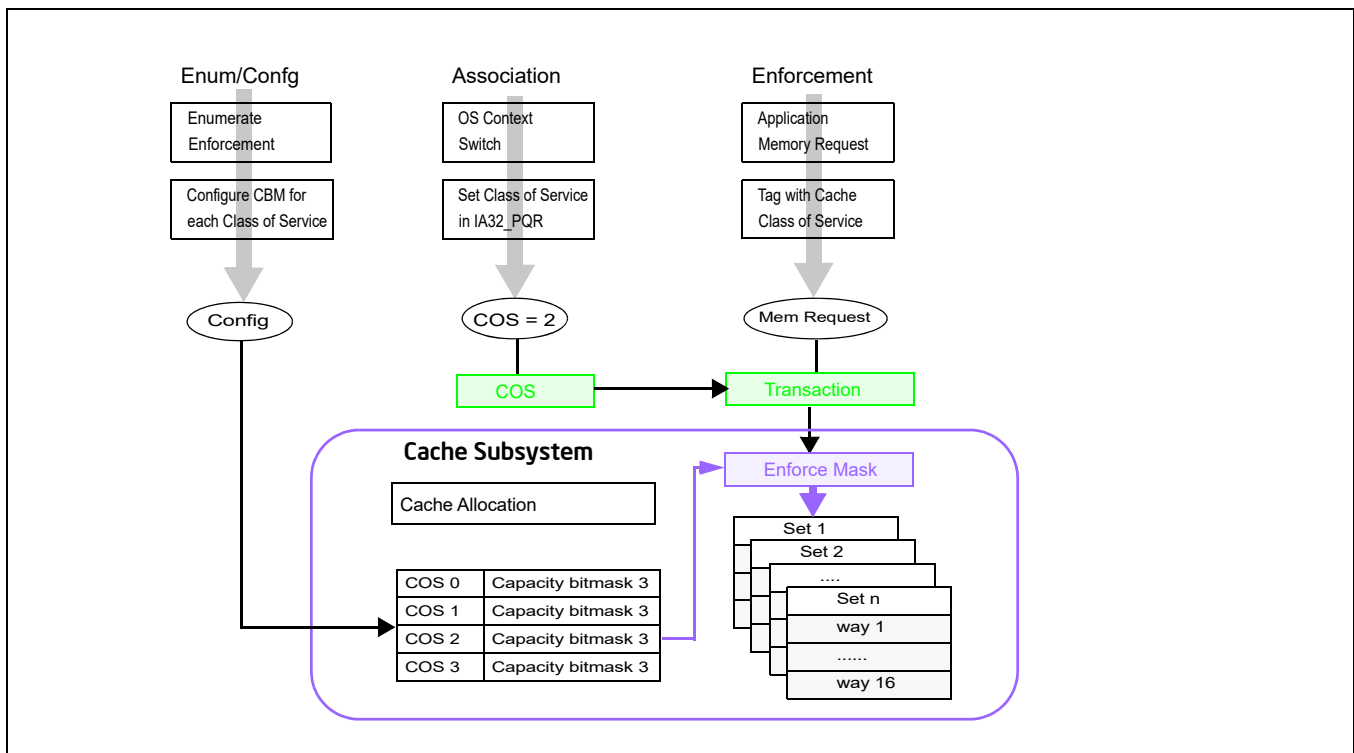 Enum/Confg
Association
Enforcement
Enumerate
Enforcement
OS Context
Switch
Application
Memory Request
Configure CBM for
each Class of Service
Set Class of Service
in IA32_PQR
Tag with Cache
Class of Service
Config
COS = 2
Mem Request
COS
Transaction
Cache Subsystem
Enforce Mask
Cache Allocation
Set 1
Set 2
....
Set n
way 1
......
way 16
COS 0 Capacity bitmask 3
COS 1 Capacity bitmask 3
COS 2 Capacity bitmask 3
COS 3 Capacity bitmask 3